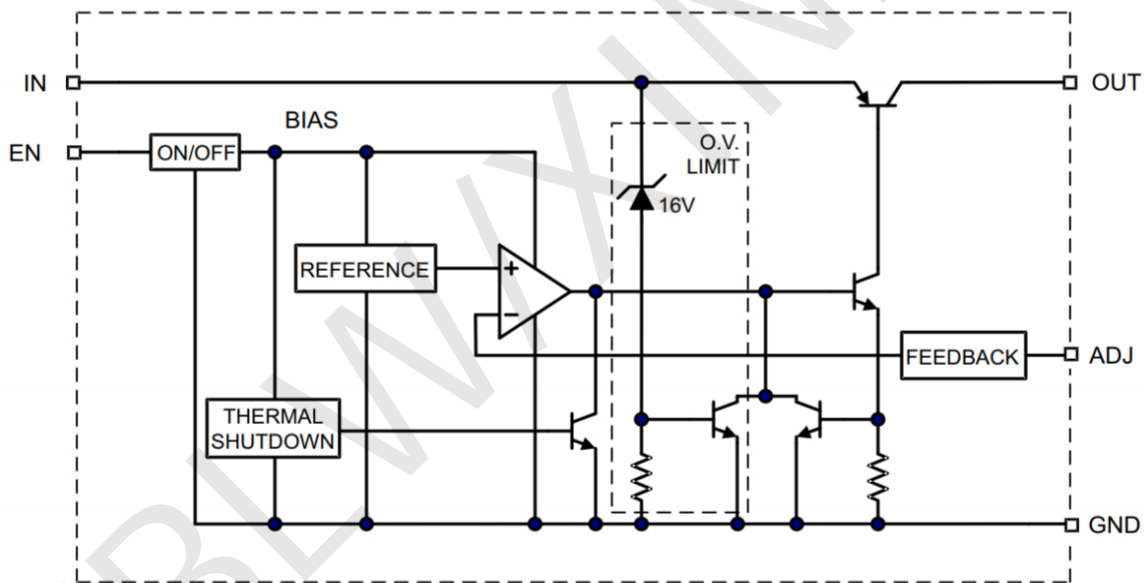 IN
OUT
BIAS
EN
ON/OFF
O.V.
LIMIT
16V
REFERENCE
+
−
FEEDBACK
ADJ
THERMAL
SHUTDOWN
GND